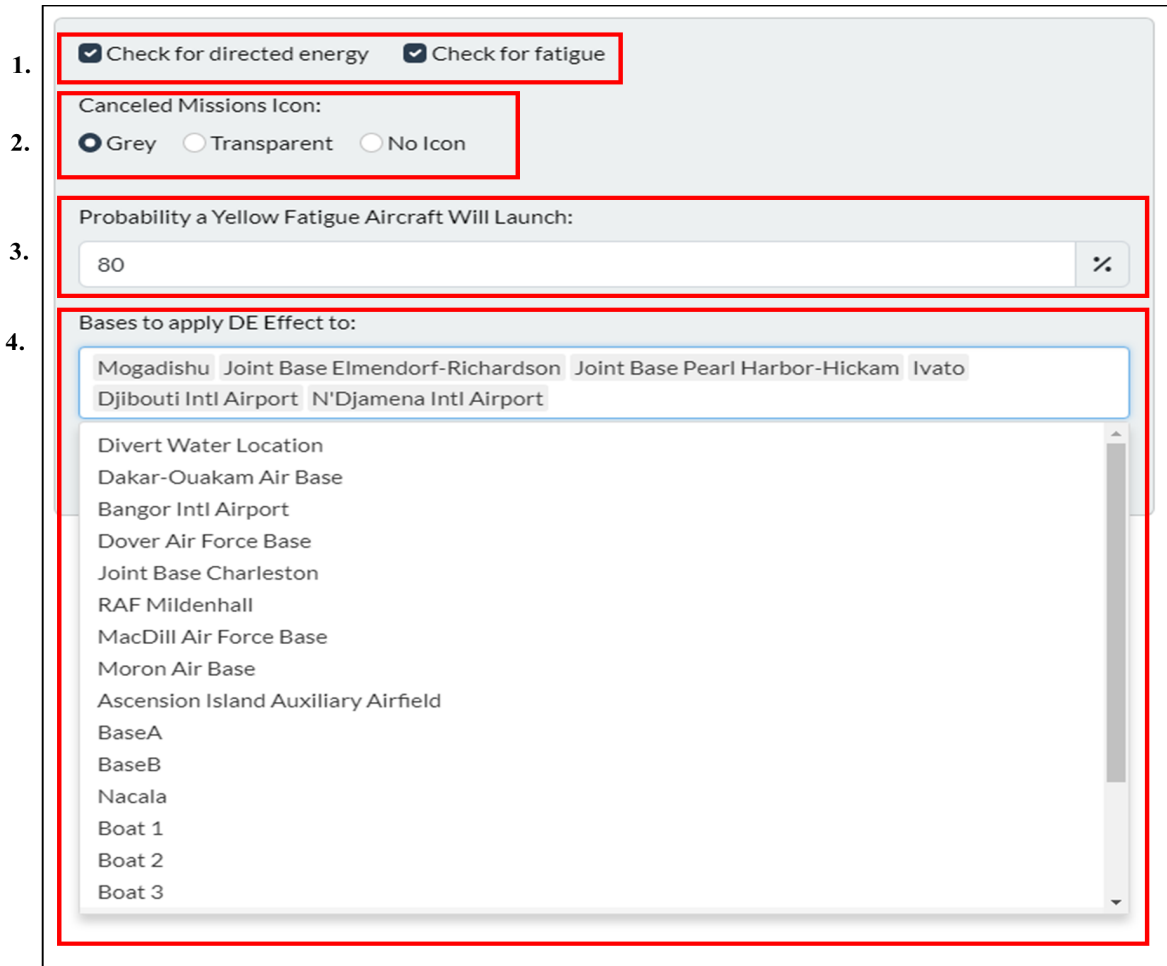 1.
Check for directed energy Check for fatigue
Canceled Missions Icon:
2.
Grey Transparent No Icon
Probability a Yellow Fatigue Aircraft Will Launch:
3.
80 %
Bases to apply DE Effect to:
4.
Mogadishu Joint Base Elmendorf-Richardson Joint Base Pearl Harbor-Hickam Ivato
Djibouti Intl Airport N'Djamena Intl Airport
Divert Water Location
Dakar-Ouakam Air Base
Bangor Intl Airport
Dover Air Force Base
Joint Base Charleston
RAF Mildenhall
MacDill Air Force Base
Moron Air Base
Ascension Island Auxiliary Airfield
BaseA
BaseB
Nacala
Boat 1
Boat 2
Boat 3